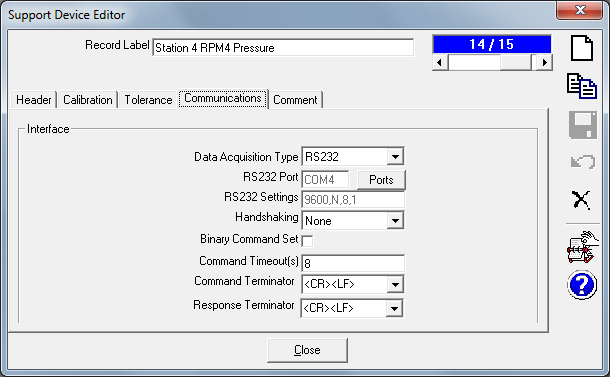 Support Device Editor
Record Label Station 4 RPM4 Pressure
14 / 15
Header Calibration Tolerance Communications Comment
Interface
Data Acquisition Type RS232
RS232 Port COM4 Ports
RS232 Settings 9600,N,8,1
Handshaking None
Binary Command Set
Command Timeout(s) 8
Command Terminator <CR><LF>
Response Terminator <CR><LF>
Close